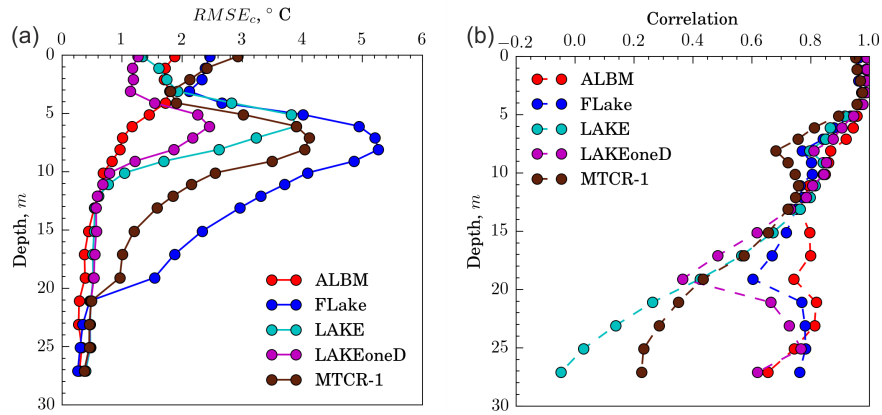 (a)
RMSE_c, ° C
0 1 2 3 4 5 6
0
5
10
15
20
25
30
Depth, m
ALBM
FLake
LAKE
LAKEoneD
MTCR-1
(b)
Correlation
−0.2 0.0 0.2 0.4 0.6 0.8 1.0
0
5
10
15
20
25
30
Depth, m
ALBM
FLake
LAKE
LAKEoneD
MTCR-1